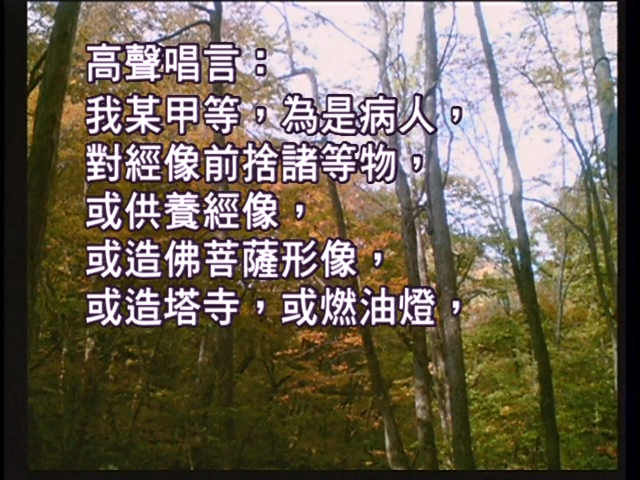 高聲唱言：
我某甲等，為是病人，
對經像前捨諸等物，
或供養經像，
或造佛菩薩形像，
或造塔寺，或燃油燈，